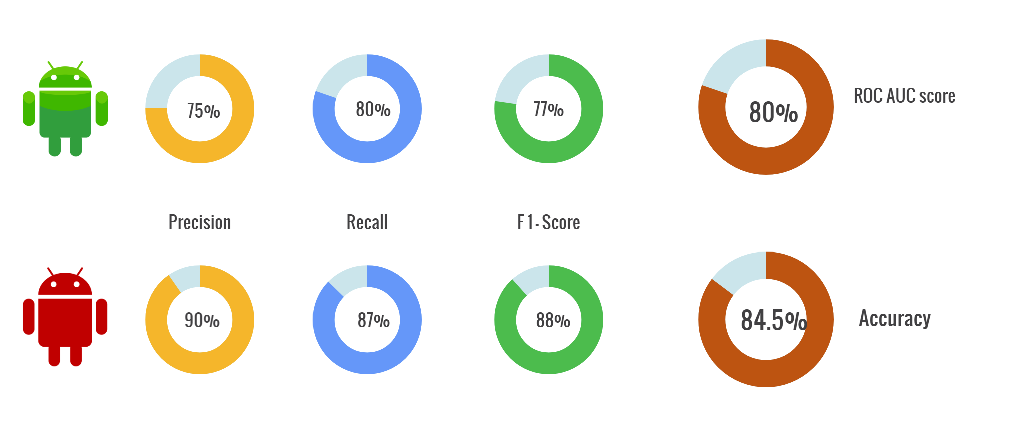 75%
80%
77%
80%
ROC AUC score
Precision
Recall
F1-Score
90%
87%
88%
84.5%
Accuracy